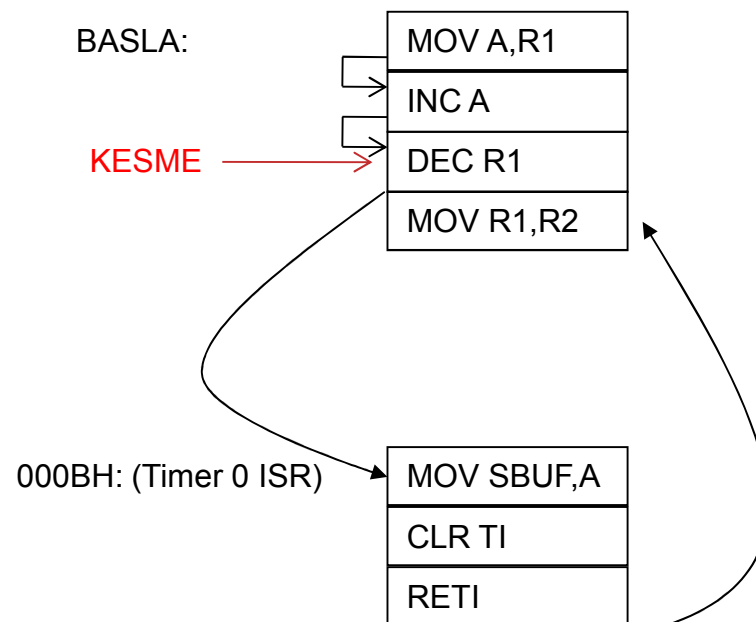 BASLA:
MOV A,R1
INC A
KESME
DEC R1
MOV R1,R2
000BH: (Timer 0 ISR)
MOV SBUF,A
CLR TI
RETI